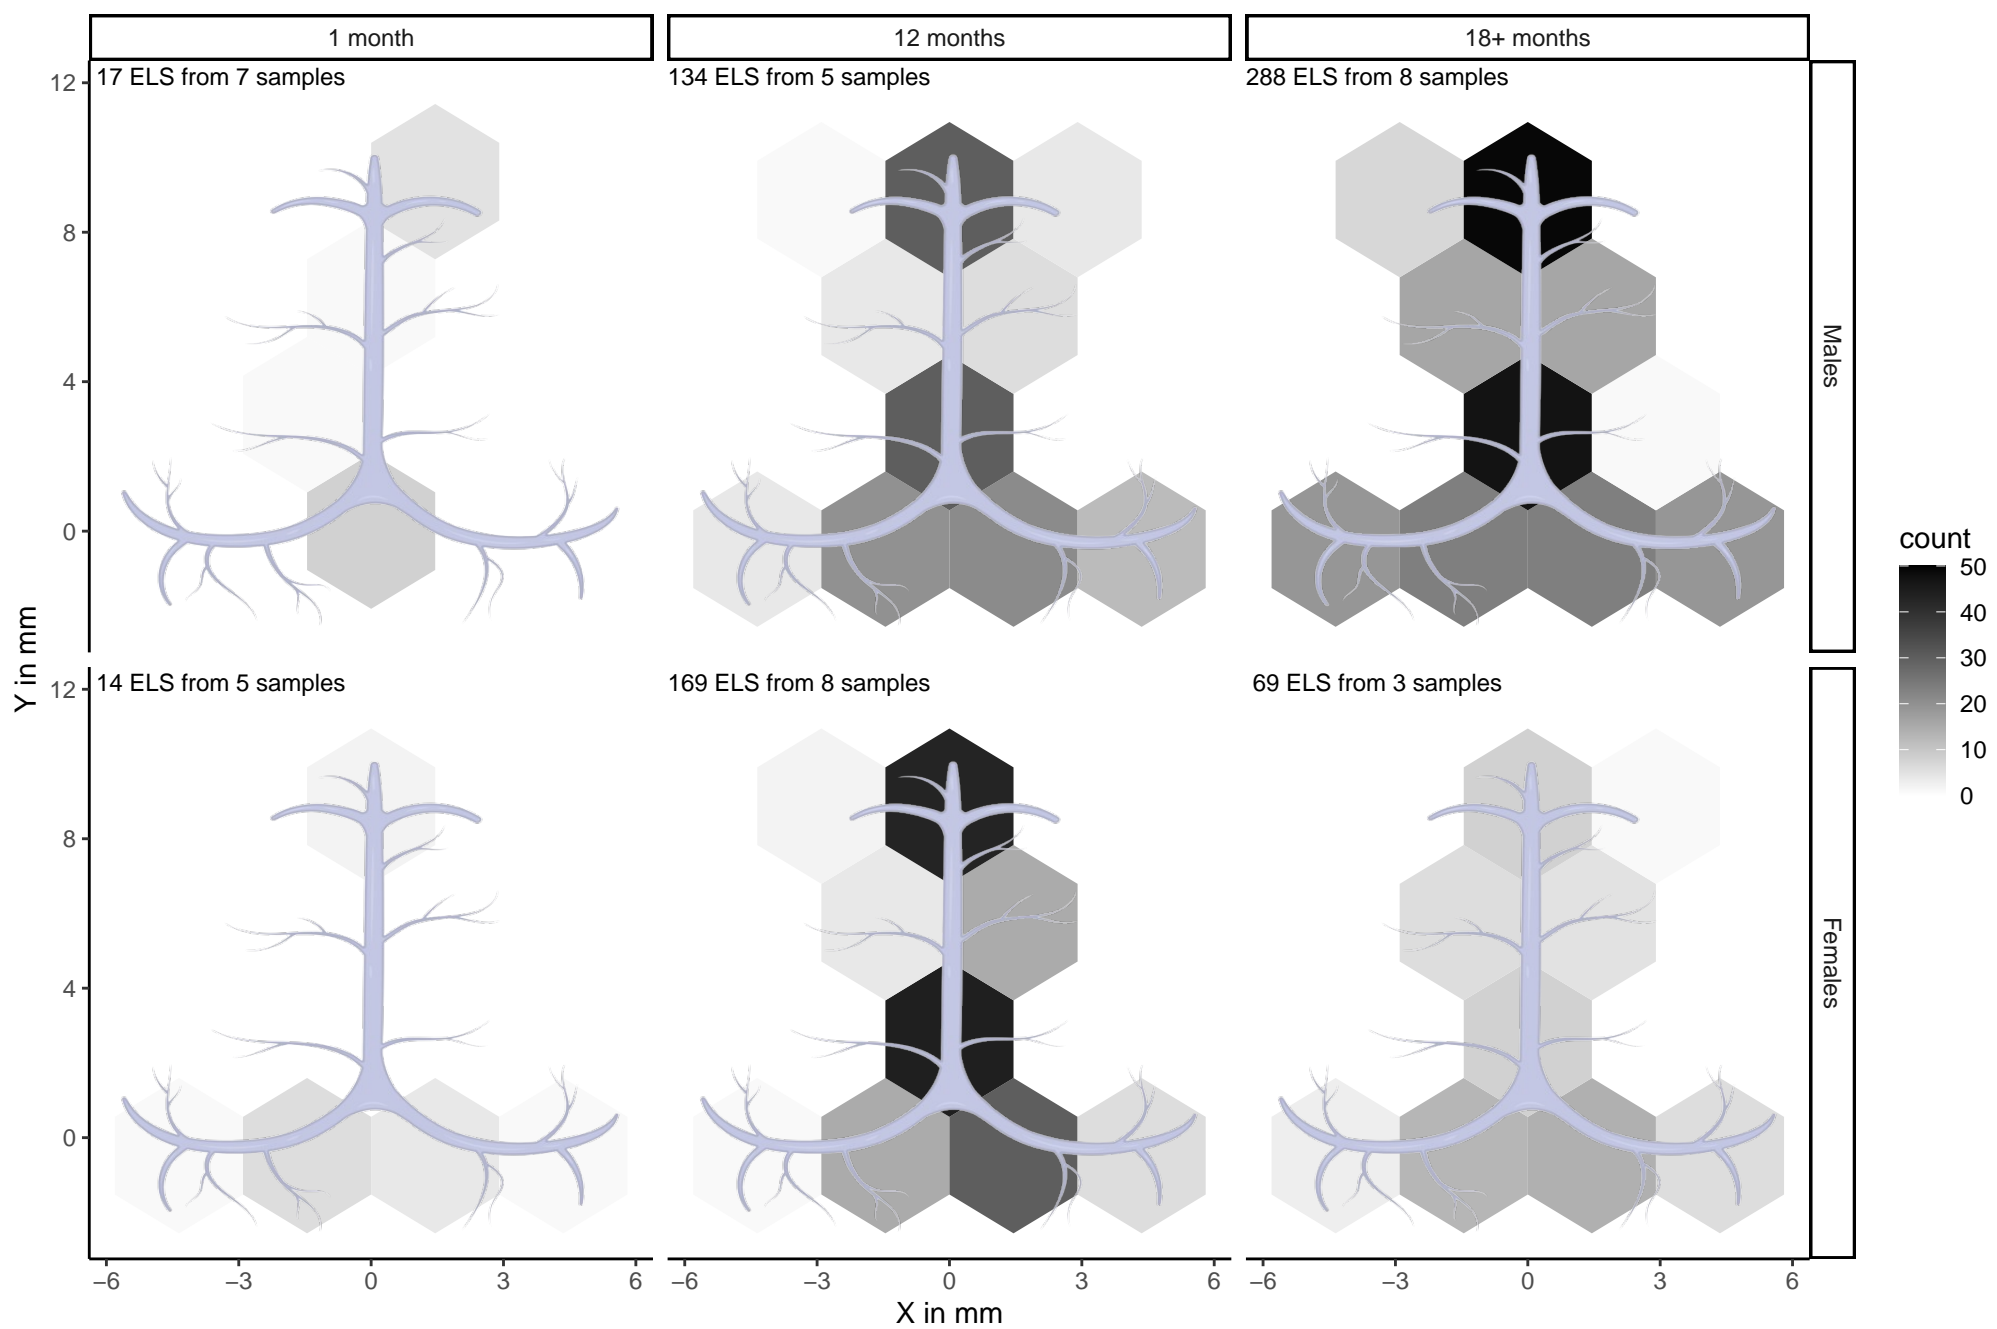 1 month
12 months
18+ months
17 ELS from 7 samples
134 ELS from 5 samples
288 ELS from 8 samples
12
8
4
0
Males
14 ELS from 5 samples
169 ELS from 8 samples
69 ELS from 3 samples
12
8
4
0
Females
Y in mm
−6
−3
0
3
6
−6
−3
0
3
6
−6
−3
0
3
6
X in mm
count
50
40
30
20
10
0